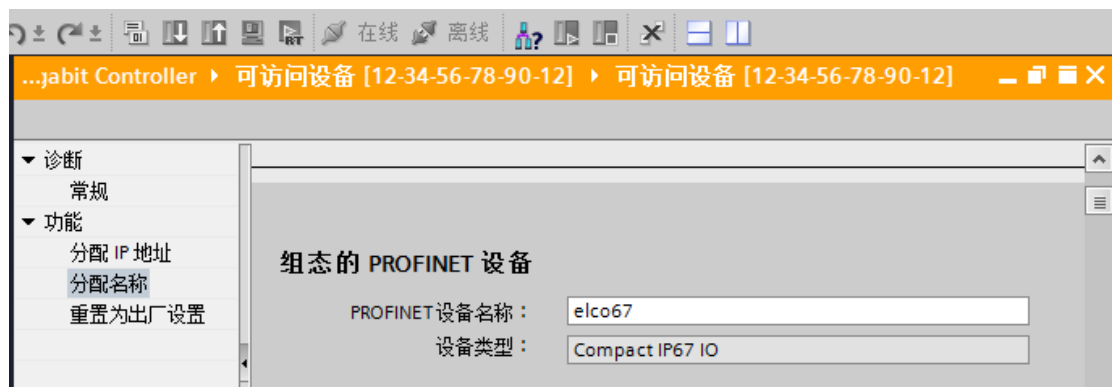 RT 在线 离线
...gabit Controller ▸ 可访问设备 [12-34-56-78-90-12] ▸ 可访问设备 [12-34-56-78-90-12]
诊断
常规
功能
分配 IP 地址
分配名称
重置为出厂设置
组态的 PROFINET 设备
PROFINET设备名称： elco67
设备类型： Compact IP67 IO